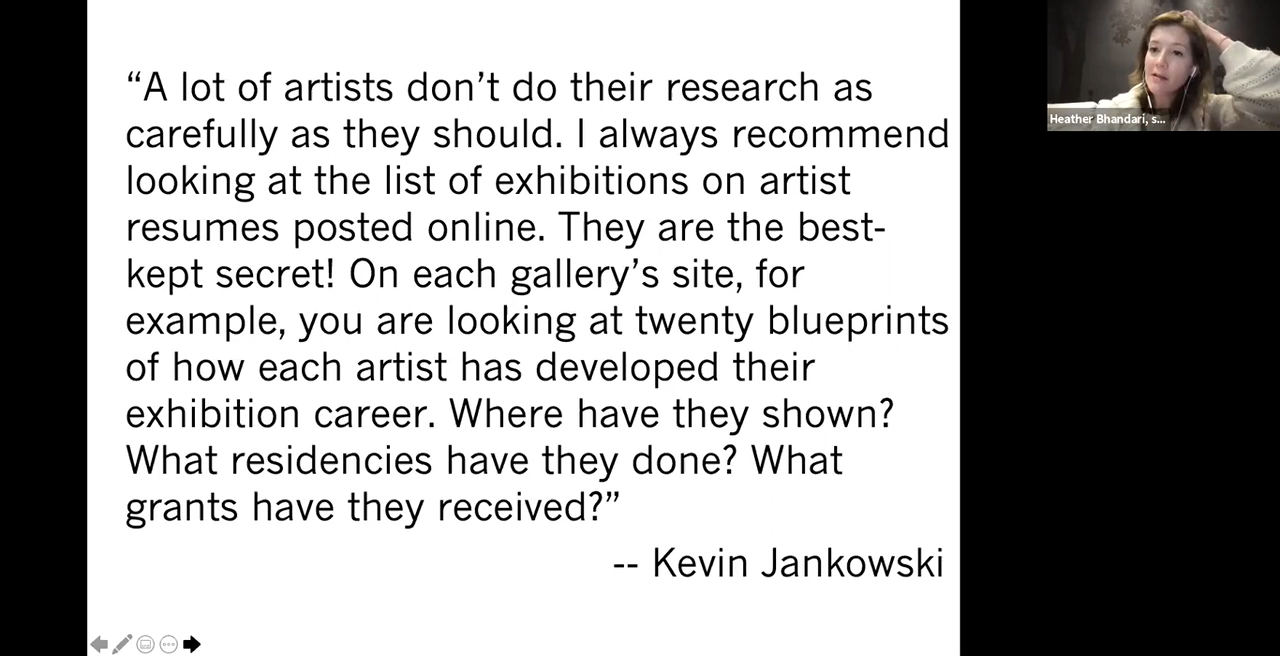 “A lot of artists don’t do their research as
carefully as they should. I always recommend
looking at the list of exhibitions on artist
resumes posted online. They are the best-
kept secret! On each gallery’s site, for
example, you are looking at twenty blueprints
of how each artist has developed their
exhibition career. Where have they shown?
What residencies have they done? What
grants have they received?”
-- Kevin Jankowski
Heather Bhandari, s...